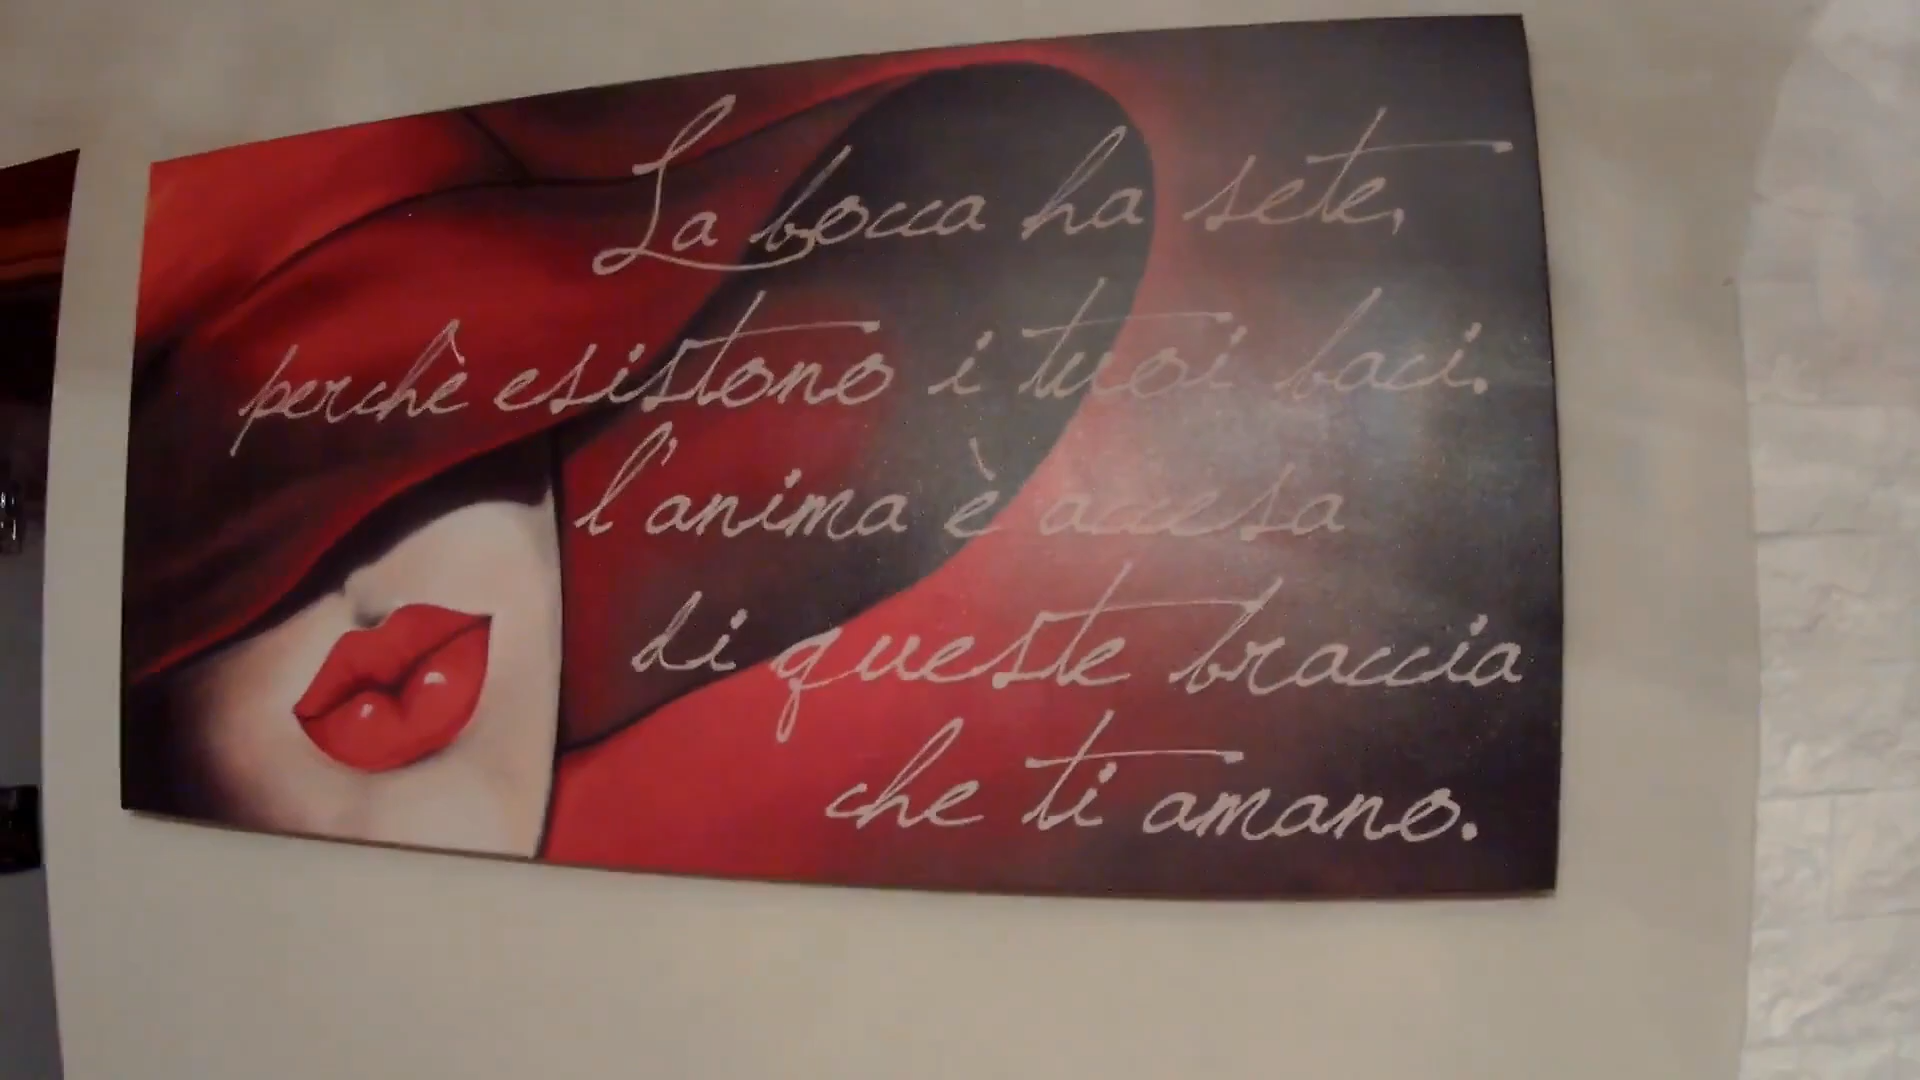 La bocca ha sete,
perchè esistono i tuoi baci.
l'anima è accesa
di queste braccia
che ti amano.